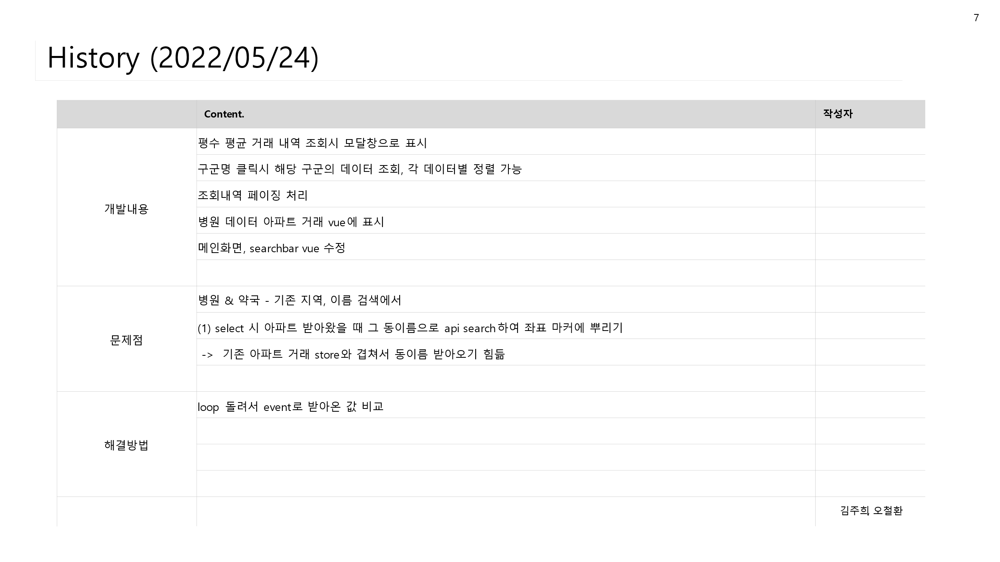 7
History (2022/05/24)
Content. 작성자
평수 평균 거래 내역 조회시 모달창으로 표시
구군명 클릭시 해당 구군의 데이터 조회, 각 데이터별 정렬 가능
조회내역 페이징 처리
개발내용
병원 데이터 아파트 거래 vue에 표시
메인화면, searchbar vue 수정
병원 & 약국 - 기존 지역, 이름 검색에서
(1) select 시 아파트 받아왔을 때 그 동이름으로 api search하여 좌표 마커에 뿌리기
문제점
-> 기존 아파트 거래 store와 겹쳐서 동이름 받아오기 힘듦
loop 돌려서 event로 받아온 값 비교
해결방법
김주희, 오철환